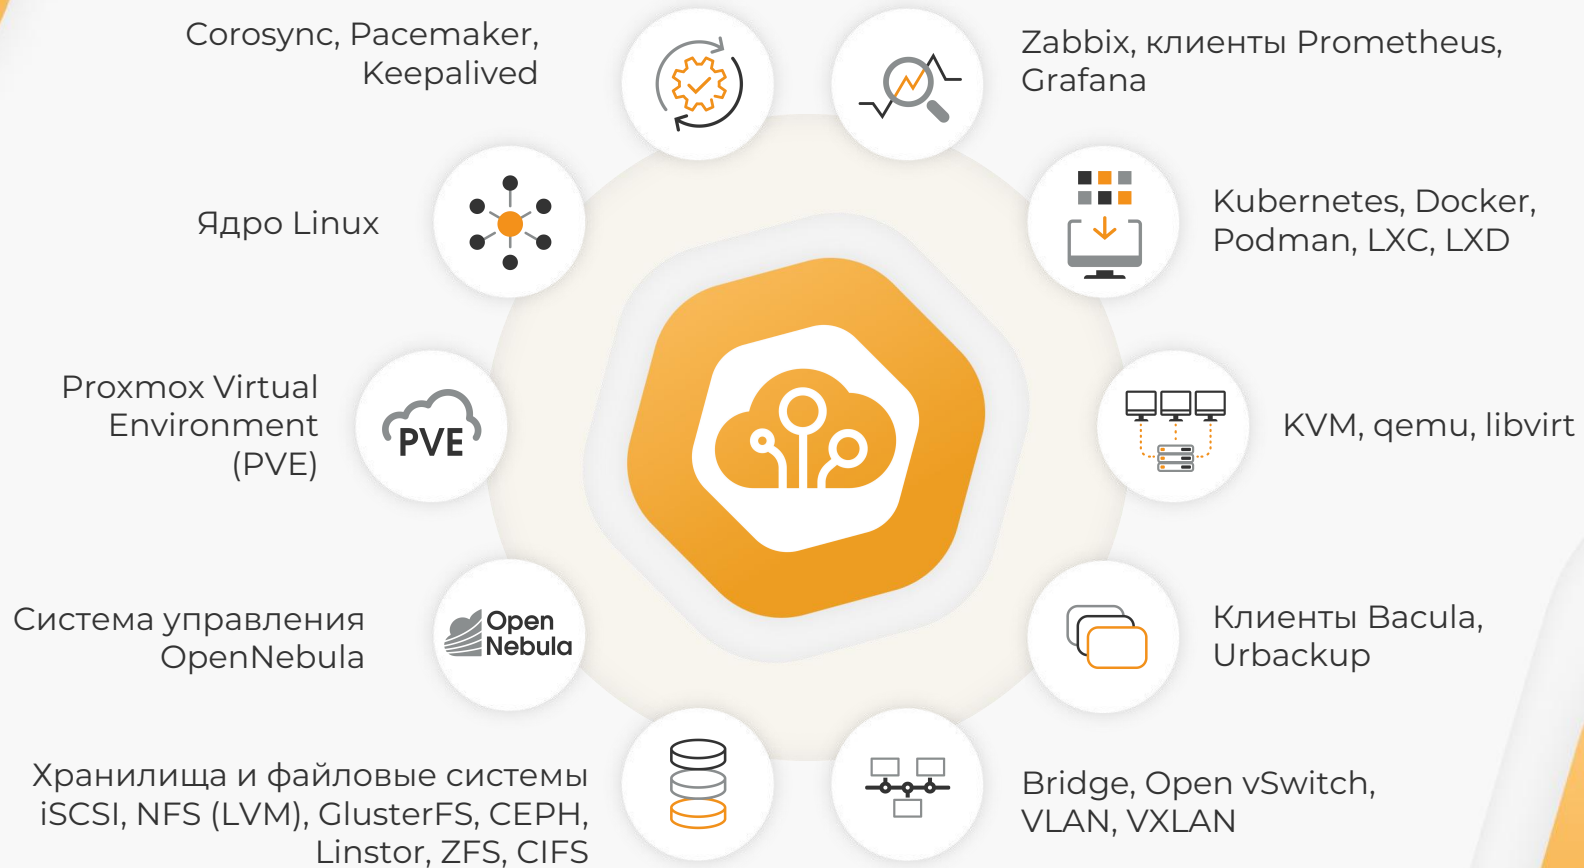 Corosync, Pacemaker,
Keepalived
Zabbix, клиенты Prometheus,
Grafana
Ядро Linux
Kubernetes, Docker,
Podman, LXC, LXD
Proxmox Virtual
Environment
(PVE)
PVE
KVM, qemu, libvirt
Система управления
OpenNebula
Open
Nebula
Клиенты Bacula,
Urbackup
Хранилища и файловые системы
iSCSI, NFS (LVM), GlusterFS, CEPH,
Linstor, ZFS, CIFS
Bridge, Open vSwitch,
VLAN, VXLAN